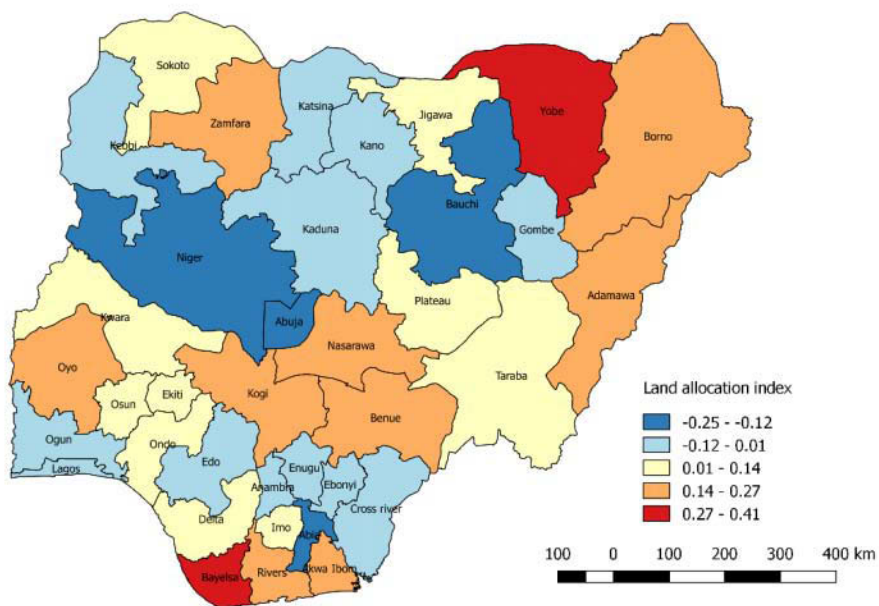 Sokoto
Katsina
Yobe
Jigawa
Zamfara
Borno
Kano
Kebbi
Bauchi
Kaduna
Gombe
Niger
Adamawa
Plateau
Abuja
Kwara
Nasarawa
Oyo
Taraba
Land allocation index
Ekiti
Kogi
Osun
Benue
-0.25 - -0.12
Ogun
Ondo
-0.12 - 0.01
Edo
Enugu
0.01 - 0.14
Lagos
Anambra
Ebonyi
0.14 - 0.27
Cross river
Delta
Imo
Abia
0.27 - 0.41
100 0 100 200 300 400 km
Bayelsa
Rivers
Akwa Ibom